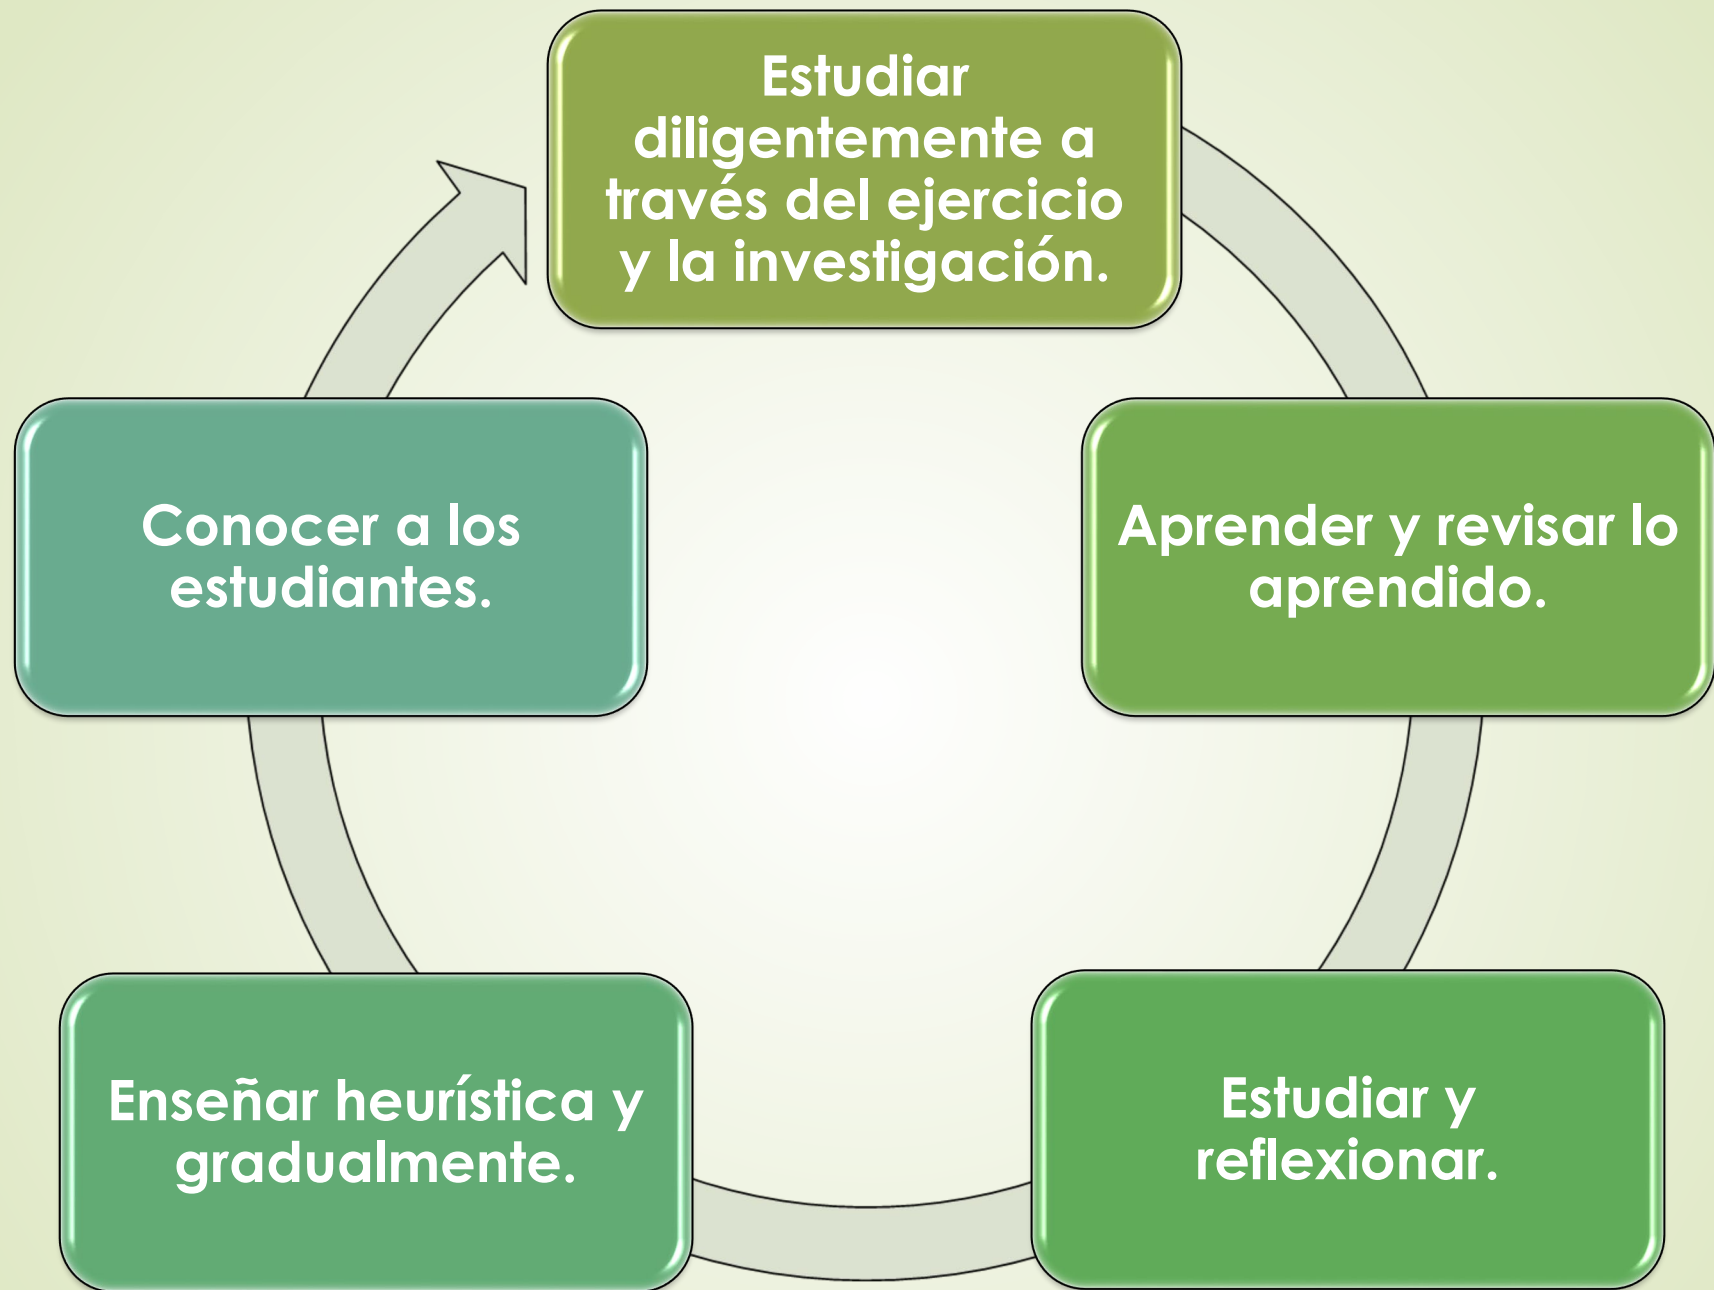 Estudiar
diligentemente a
través del ejercicio
y la investigación.
Aprender y revisar lo
aprendido.
Estudiar y
reflexionar.
Enseñar heurística y
gradualmente.
Conocer a los
estudiantes.